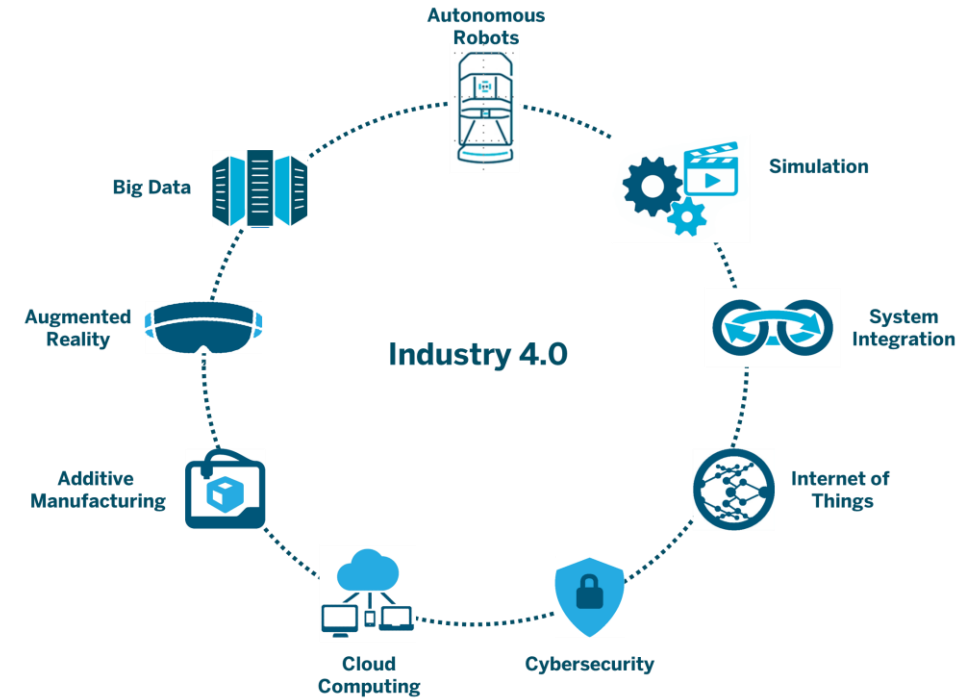 Autonomous
Robots
Simulation
Big Data
System
Integration
Augmented
Reality
Industry 4.0
Internet of
Things
Additive
Manufacturing
Cybersecurity
Cloud
Computing